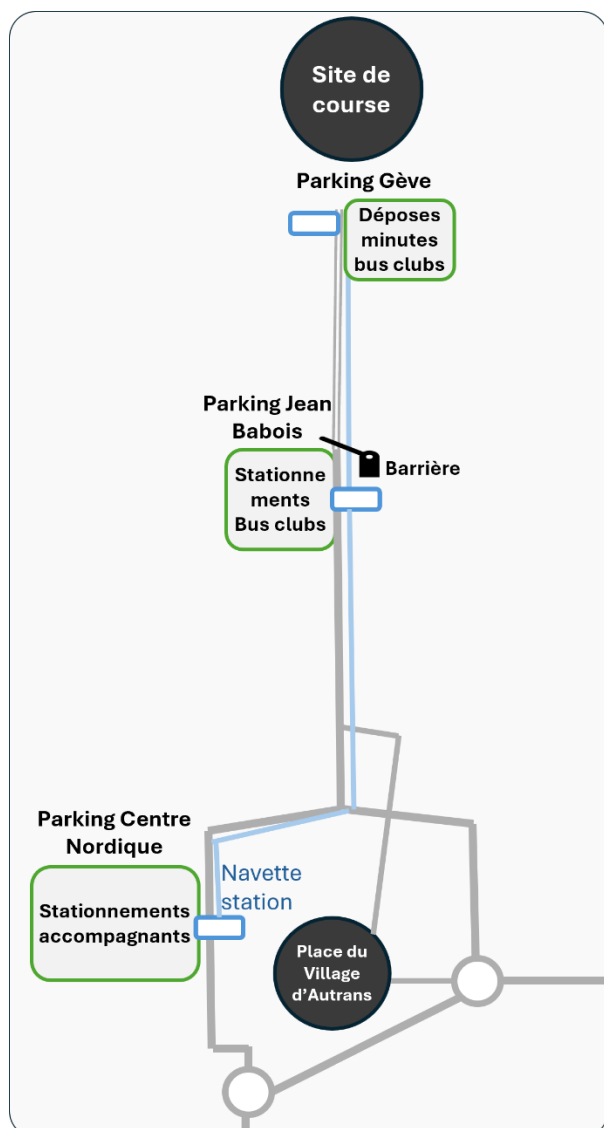 Site de
course
Parking Gève
Déposes
minutes
bus clubs
Parking Jean
Babois
Barrière
Stationne
ments
Bus clubs
Parking Centre
Nordique
Navette
station
Stationnements
accompagnants
Place du
Village
d'Autrans